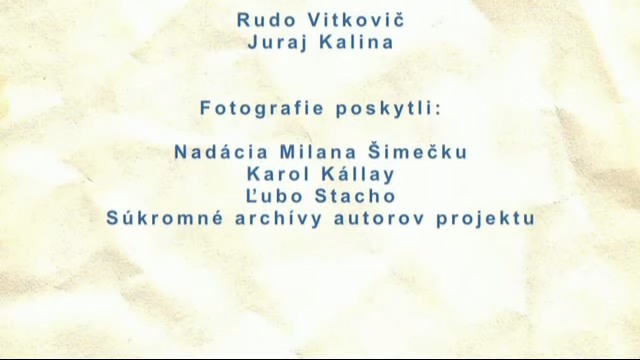 Rudo Vitkovič
Juraj Kalina
Fotografie poskytli:
Nadácia Milana Šimečku
Karol Kállay
Ľubo Stacho
Súkromné archívy autorov projektu